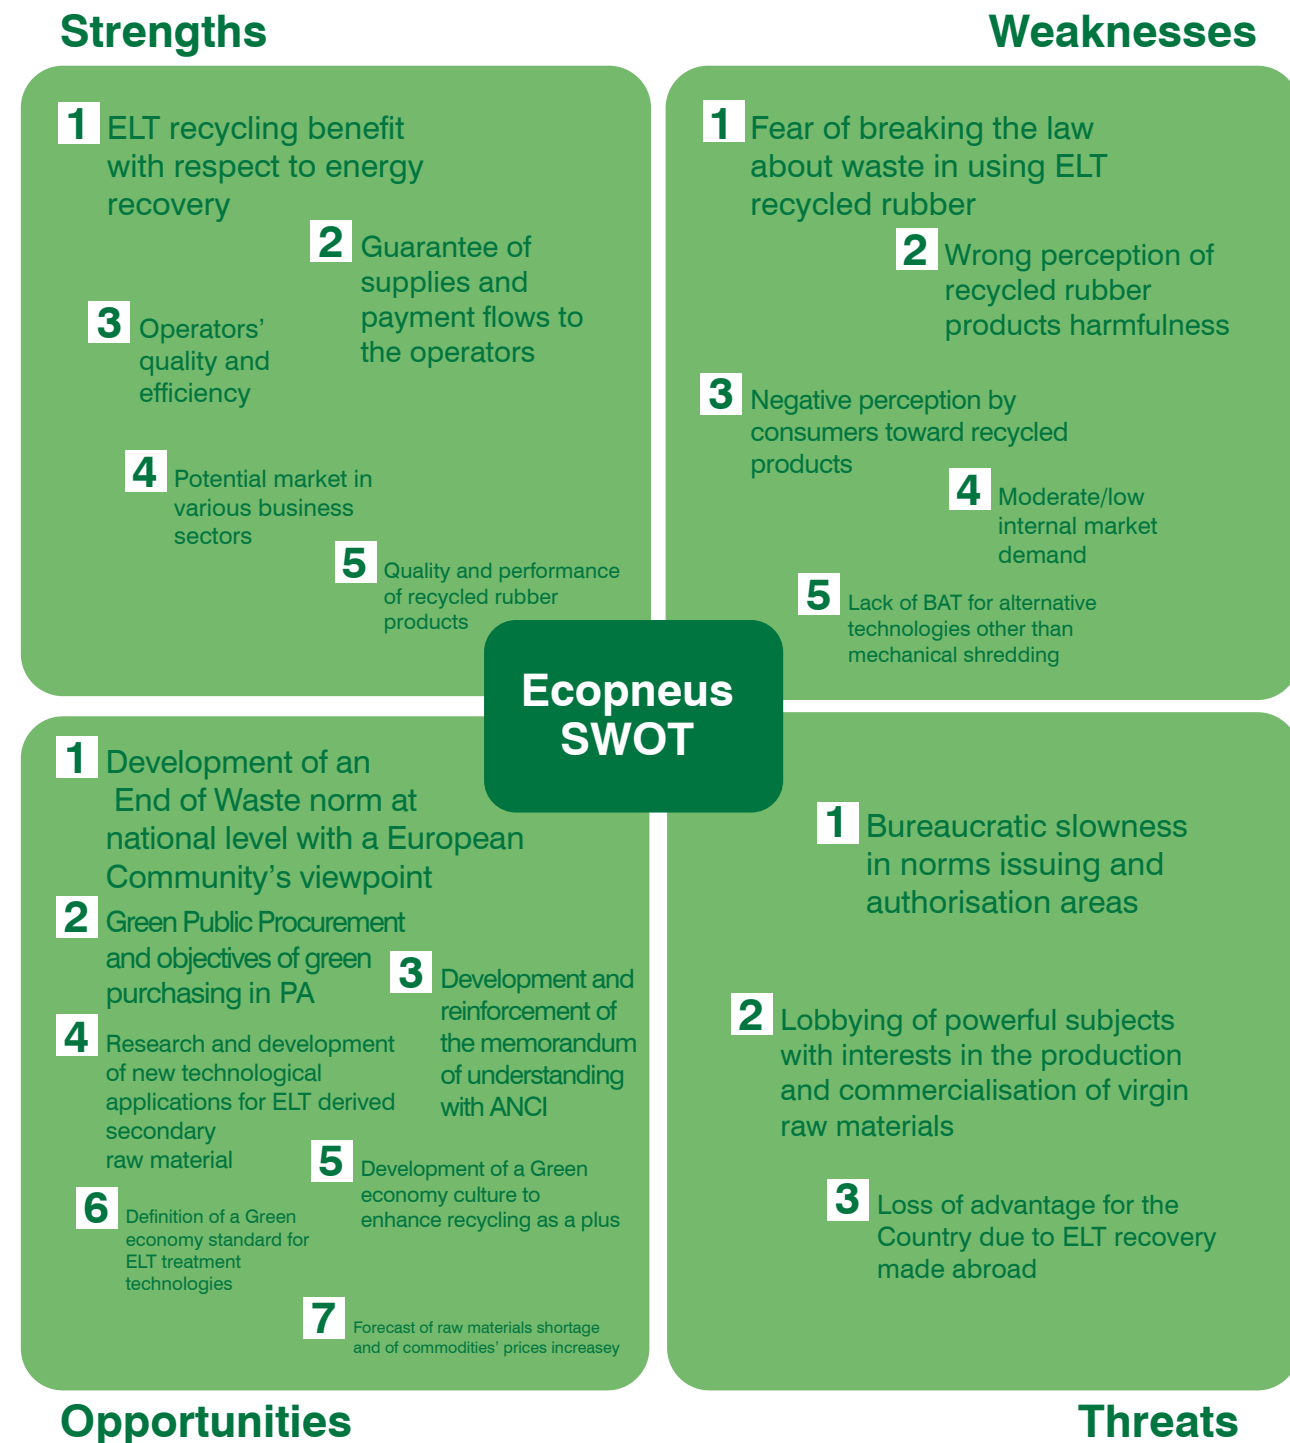 Strengths
1 ELT recycling benefit
with respect to energy
recovery
2 Guarantee of
supplies and
payment flows to
the operators
3 Operators’
quality and
efficiency
4 Potential market in
various business
sectors
5 Quality and performance
of recycled rubber
products
Weaknesses
1 Fear of breaking the law
about waste in using ELT
recycled rubber
2 Wrong perception of
recycled rubber
products harmfulness
3 Negative perception by
consumers toward recycled
products
4 Moderate/low
internal market
demand
5 Lack of BAT for alternative
technologies other than
mechanical shredding
Ecopneus
SWOT
1 Development of an
End of Waste norm at
national level with a European
Community’s viewpoint
2 Green Public Procurement
and objectives of green
purchasing in PA
3 Development and
reinforcement of
the memorandum
of understanding
with ANCI
4 Research and development
of new technological
applications for ELT derived
secondary
raw material
5 Development of a Green
economy culture to
enhance recycling as a plus
6 Definition of a Green
economy standard for
ELT treatment
technologies
7 Forecast of raw materials shortage
and of commodities’ prices increasey
Opportunities
1 Bureaucratic slowness
in norms issuing and
authorisation areas
2 Lobbying of powerful subjects
with interests in the production
and commercialisation of virgin
raw materials
3 Loss of advantage for the
Country due to ELT recovery
made abroad
Threats